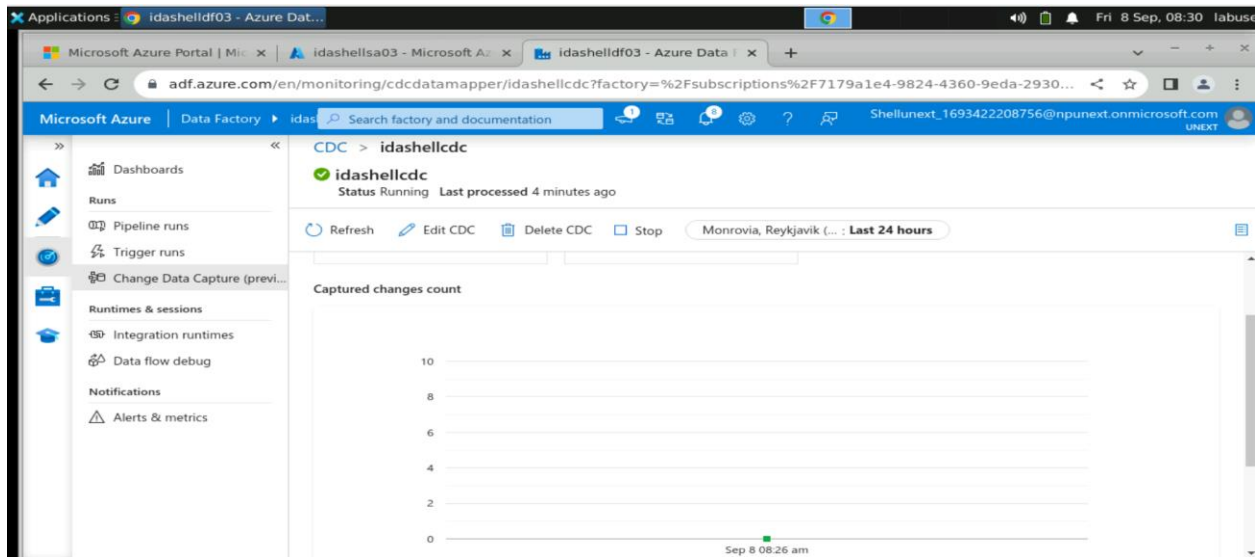 Applications idashelldf03 - Azure Dat... Fri 8 Sep, 08:30 labuse
Microsoft Azure Portal | Mic idashellsa03 - Microsoft Az idashelldf03 - Azure Data F
adf.azure.com/en/monitoring/cdcdatamapper/idashellcdc?factory=%2Fsubscriptions%2F7179a1e4-9824-4360-9eda-2930...
Microsoft Azure | Data Factory idas Search factory and documentation 1 8 ? Shellunext_1693422208756@npunext.onmicrosoft.com
UNEXT
CDC > idashellcdc
idashellcdc
Status Running Last processed 4 minutes ago
Refresh Edit CDC Delete CDC Stop Monrovia, Reykjavik (... : Last 24 hours
Dashboards
Runs
Pipeline runs
Trigger runs
Change Data Capture (previ...
Runtimes & sessions
Integration runtimes
Data flow debug
Notifications
Alerts & metrics
Captured changes count
10
8
6
4
2
0
Sep 8 08:26 am